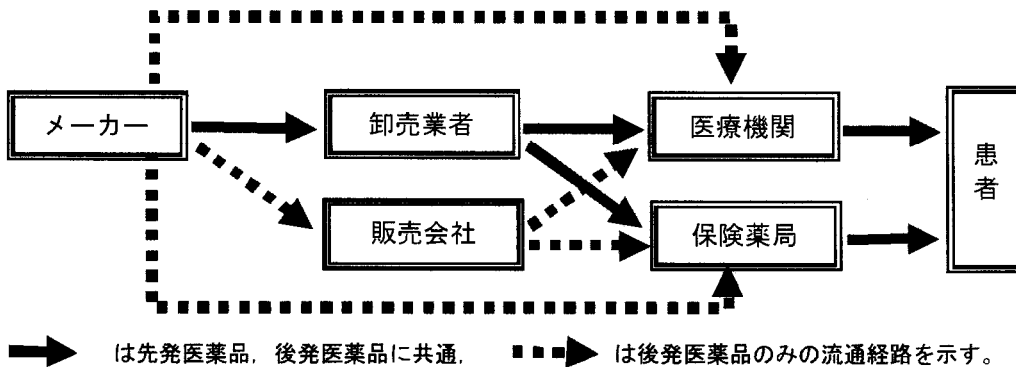 メーカー
卸売業者
医療機関
患者
販売会社
保険薬局
は先発医薬品，後発医薬品に共通， は後発医薬品のみの流通経路を示す。